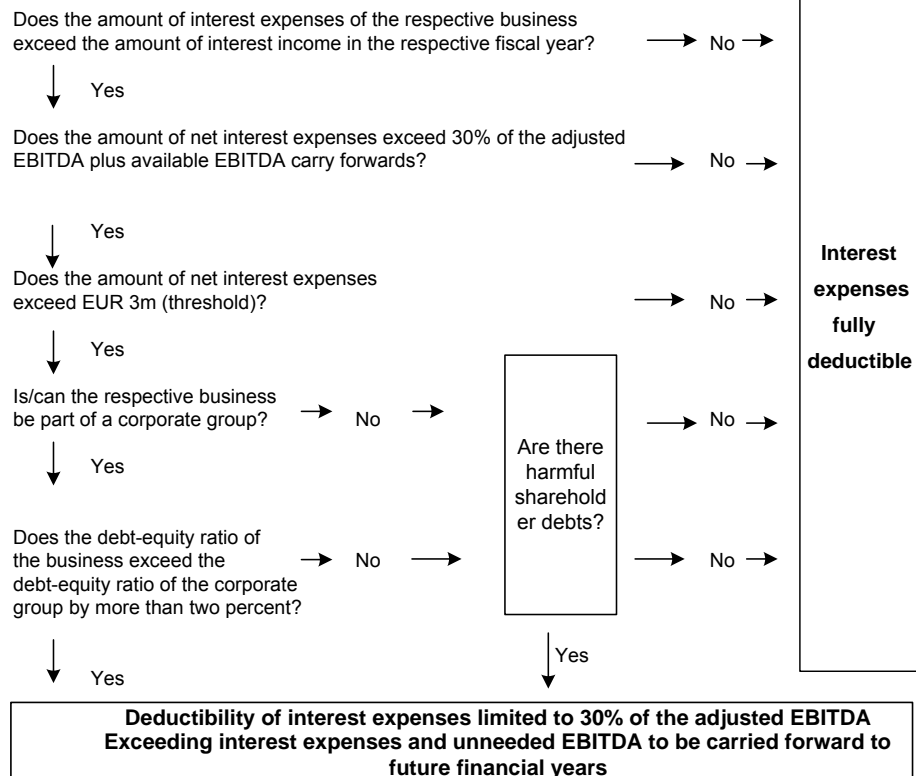 Does the amount of interest expenses of the respective business
exceed the amount of interest income in the respective fiscal year?
No
Yes
Does the amount of net interest expenses exceed 30% of the adjusted
EBITDA plus available EBITDA carry forwards?
No
Yes
Does the amount of net interest expenses
exceed EUR 3m (threshold)?
No
Yes
Is/can the respective business
be part of a corporate group?
No
Yes
Does the debt-equity ratio of
the business exceed the
debt-equity ratio of the corporate
group by more than two percent?
No
Yes
Are there
harmful
sharehold
er debts?
No
No
Yes
Interest
expenses
fully
deductible
Deductibility of interest expenses limited to 30% of the adjusted EBITDA
Exceeding interest expenses and unneeded EBITDA to be carried forward to
future financial years